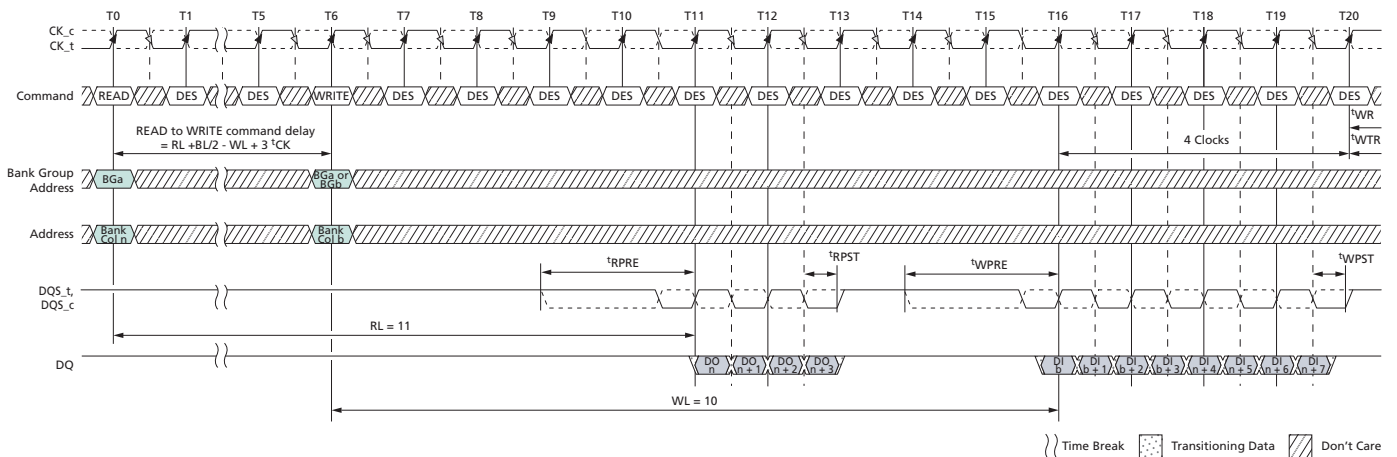 T0 T1 T5 T6 T7 T8 T9 T10 T11 T12 T13 T14 T15 T16 T17 T18 T19 T20
CK_c
CK_t
Command READ DES DES WRITE DES DES DES DES DES DES DES DES DES DES DES DES DES DES
tWR
READ to WRITE command delay
= RL +BL/2 - WL + 3 tCK
4 Clocks
tWTR
Bank Group
Address
BGa
BGa or
BGb
Address
Bank
Col n
Bank
Col b
tRPRE tRPST tWPRE tWPST
DQS_t,
DQS_c
RL = 11
DQ
DO
n
DO
n + 1
DO
n + 2
DO
n + 3
DI
b
DI
b + 1
DI
b + 2
DI
b + 3
DI
n + 4
DI
n + 5
DI
n + 6
DI
n + 7
WL = 10
Time Break Transitioning Data Don't Care